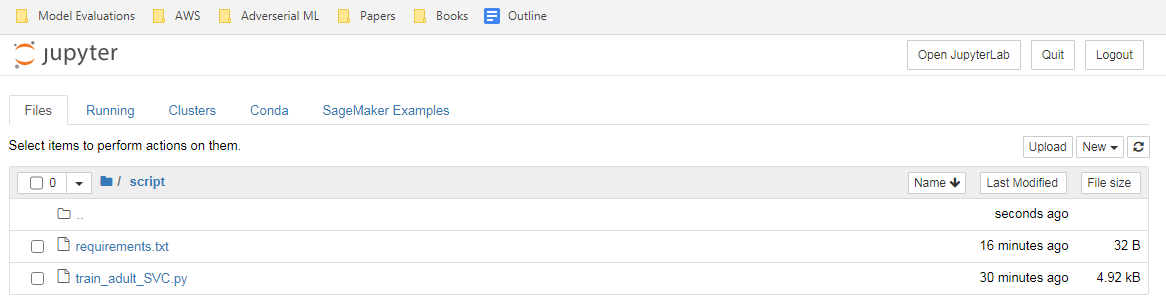 Model Evaluations AWS Adverserial ML Papers Books Outline
jupyter Open JupyterLab Quit Logout
Files Running Clusters Conda SageMaker Examples
Select items to perform actions on them. Upload New
0 / script Name Last Modified File size
.. seconds ago
requirements.txt 16 minutes ago 32 B
train_adult_SVC.py 30 minutes ago 4.92 kB